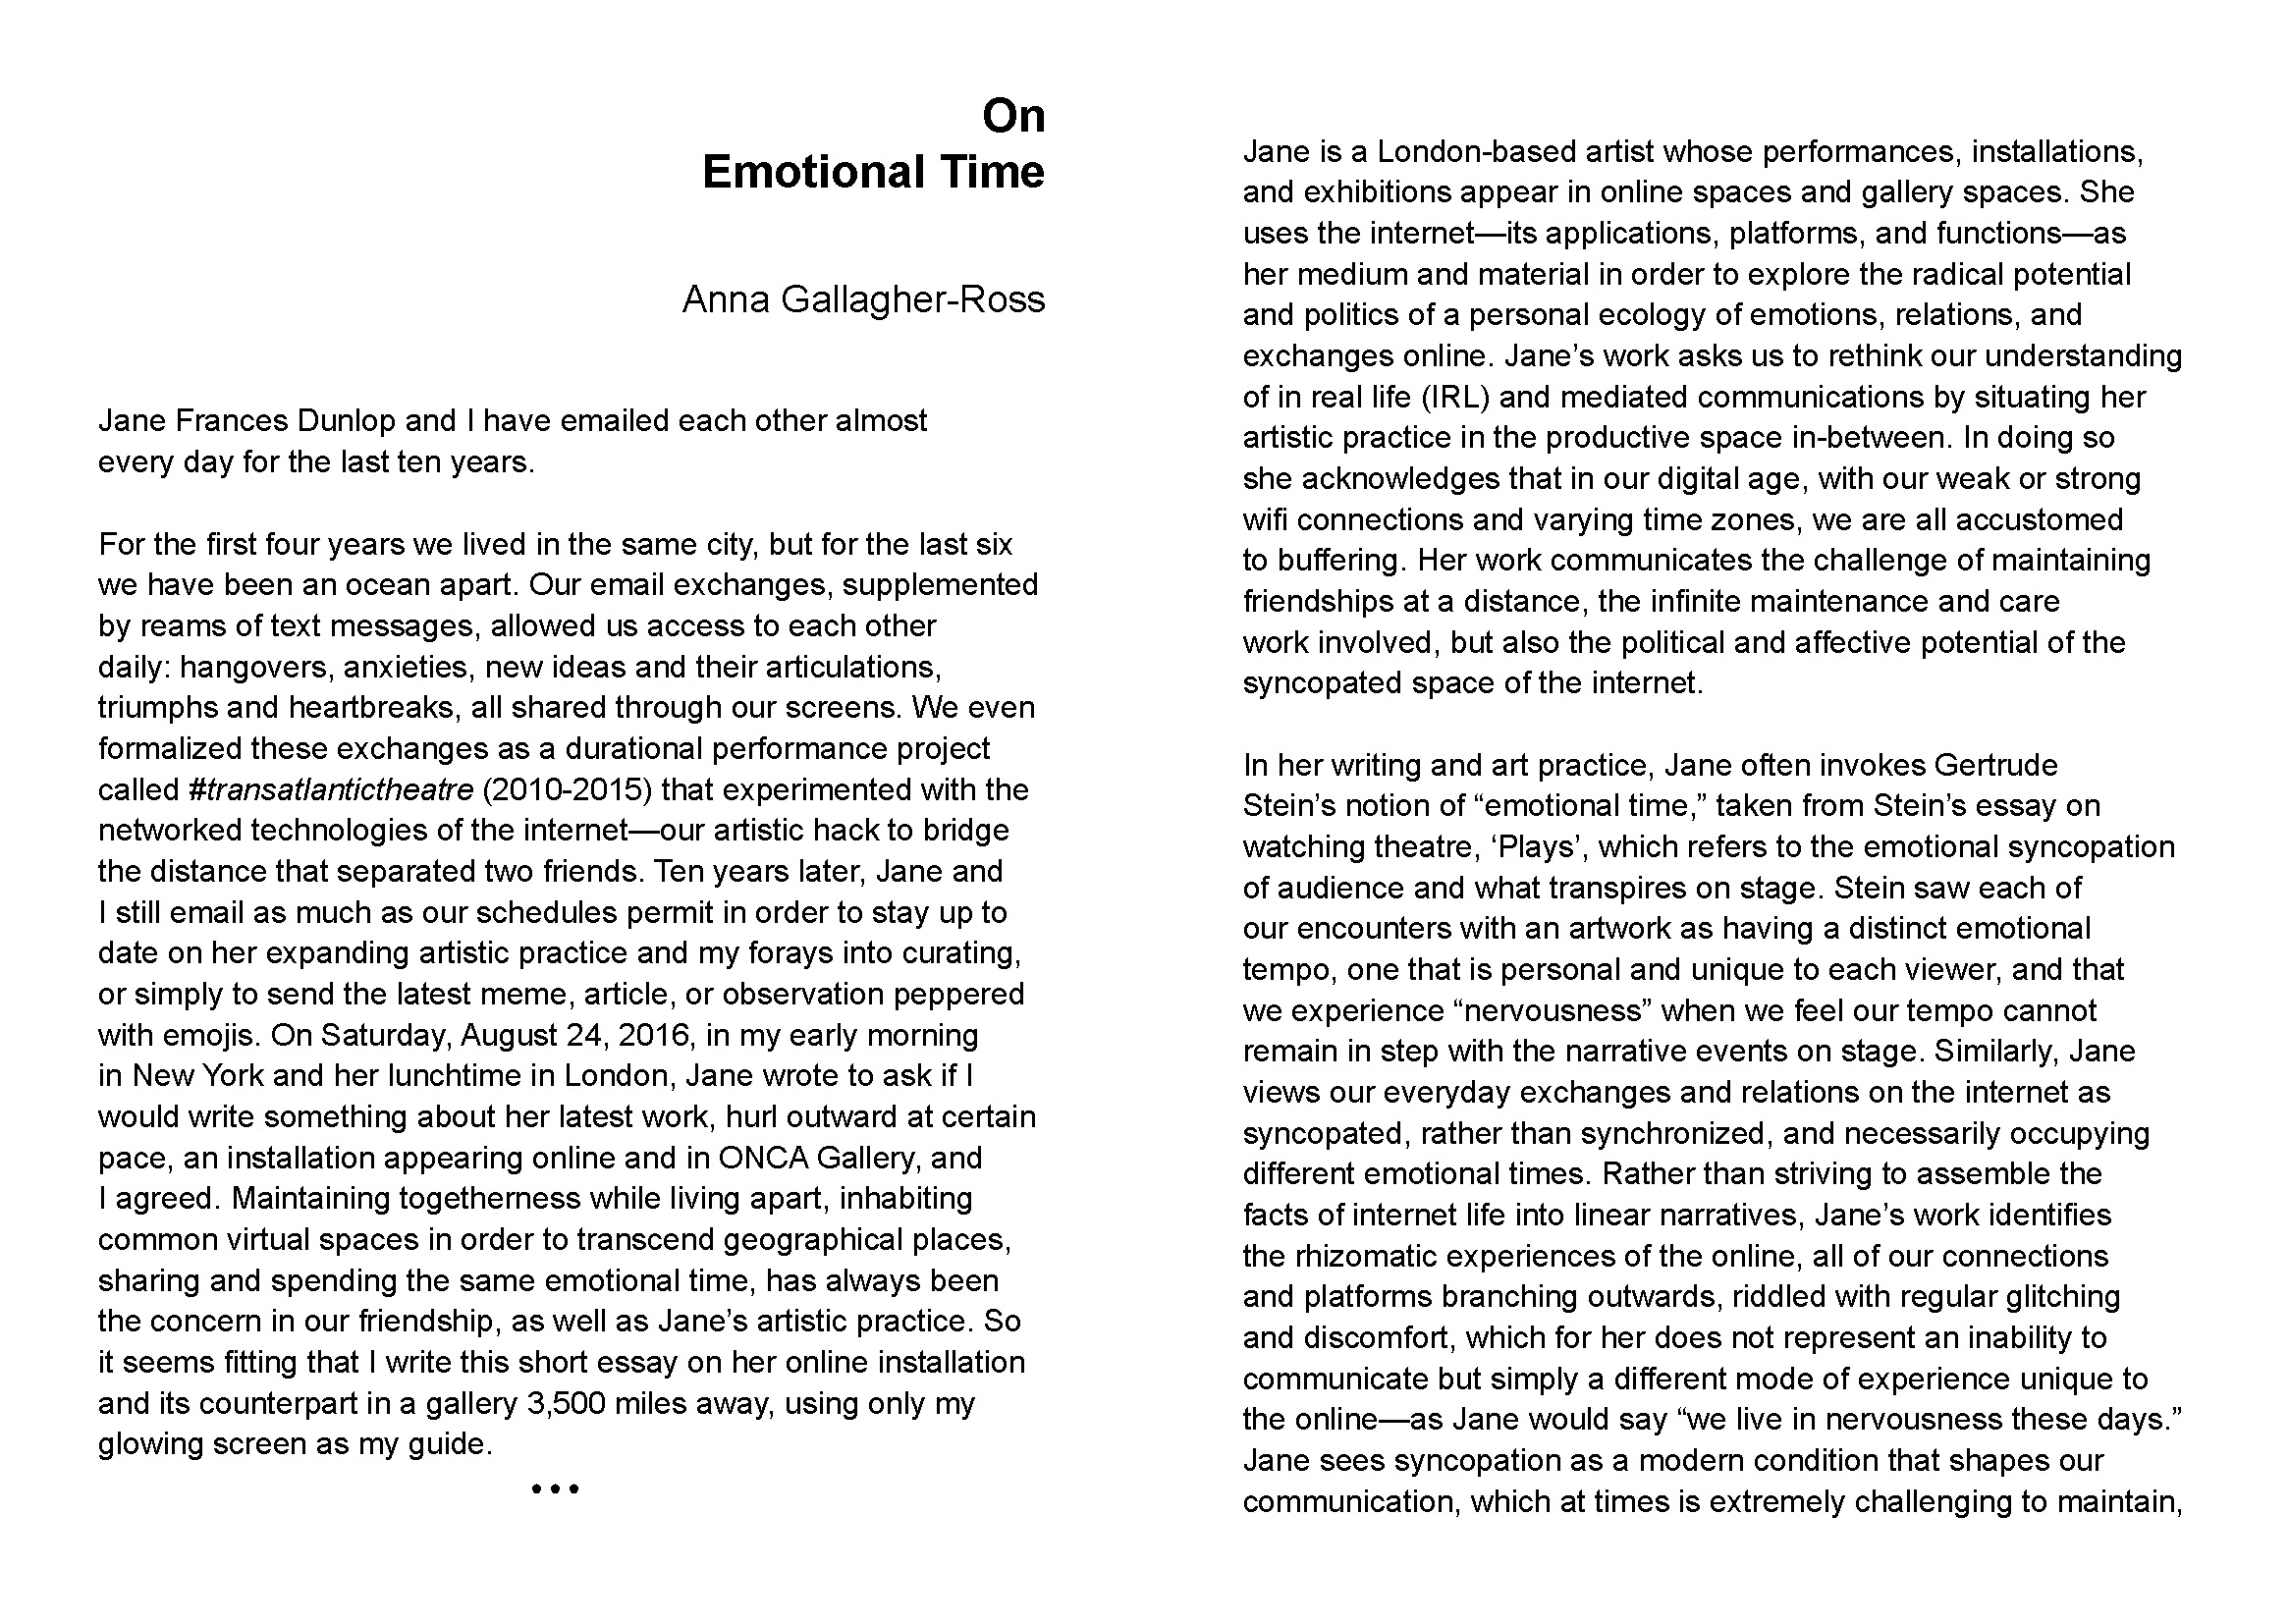 On
Emotional Time
Anna Gallagher-Ross
Jane Frances Dunlop and I have emailed each other almost
every day for the last ten years.
For the first four years we lived in the same city, but for the last six
we have been an ocean apart. Our email exchanges, supplemented
by reams of text messages, allowed us access to each other
daily: hangovers, anxieties, new ideas and their articulations,
triumphs and heartbreaks, all shared through our screens. We even
formalized these exchanges as a durational performance project
called #transatlantictheatre (2010-2015) that experimented with the
networked technologies of the internet—our artistic hack to bridge
the distance that separated two friends. Ten years later, Jane and
I still email as much as our schedules permit in order to stay up to
date on her expanding artistic practice and my forays into curating,
or simply to send the latest meme, article, or observation peppered
with emojis. On Saturday, August 24, 2016, in my early morning
in New York and her lunchtime in London, Jane wrote to ask if I
would write something about her latest work, hurl outward at certain
pace, an installation appearing online and in ONCA Gallery, and
I agreed. Maintaining togetherness while living apart, inhabiting
common virtual spaces in order to transcend geographical places,
sharing and spending the same emotional time, has always been
the concern in our friendship, as well as Jane’s artistic practice. So
it seems fitting that I write this short essay on her online installation
and its counterpart in a gallery 3,500 miles away, using only my
glowing screen as my guide.
•••
Jane is a London-based artist whose performances, installations,
and exhibitions appear in online spaces and gallery spaces. She
uses the internet—its applications, platforms, and functions—as
her medium and material in order to explore the radical potential
and politics of a personal ecology of emotions, relations, and
exchanges online. Jane’s work asks us to rethink our understanding
of in real life (IRL) and mediated communications by situating her
artistic practice in the productive space in-between. In doing so
she acknowledges that in our digital age, with our weak or strong
wifi connections and varying time zones, we are all accustomed
to buffering. Her work communicates the challenge of maintaining
friendships at a distance, the infinite maintenance and care
work involved, but also the political and affective potential of the
syncopated space of the internet.
In her writing and art practice, Jane often invokes Gertrude
Stein’s notion of “emotional time,” taken from Stein’s essay on
watching theatre, ‘Plays’, which refers to the emotional syncopation
of audience and what transpires on stage. Stein saw each of
our encounters with an artwork as having a distinct emotional
tempo, one that is personal and unique to each viewer, and that
we experience “nervousness” when we feel our tempo cannot
remain in step with the narrative events on stage. Similarly, Jane
views our everyday exchanges and relations on the internet as
syncopated, rather than synchronized, and necessarily occupying
different emotional times. Rather than striving to assemble the
facts of internet life into linear narratives, Jane’s work identifies
the rhizomatic experiences of the online, all of our connections
and platforms branching outwards, riddled with regular glitching
and discomfort, which for her does not represent an inability to
communicate but simply a different mode of experience unique to
the online—as Jane would say “we live in nervousness these days.”
Jane sees syncopation as a modern condition that shapes our
communication, which at times is extremely challenging to maintain,